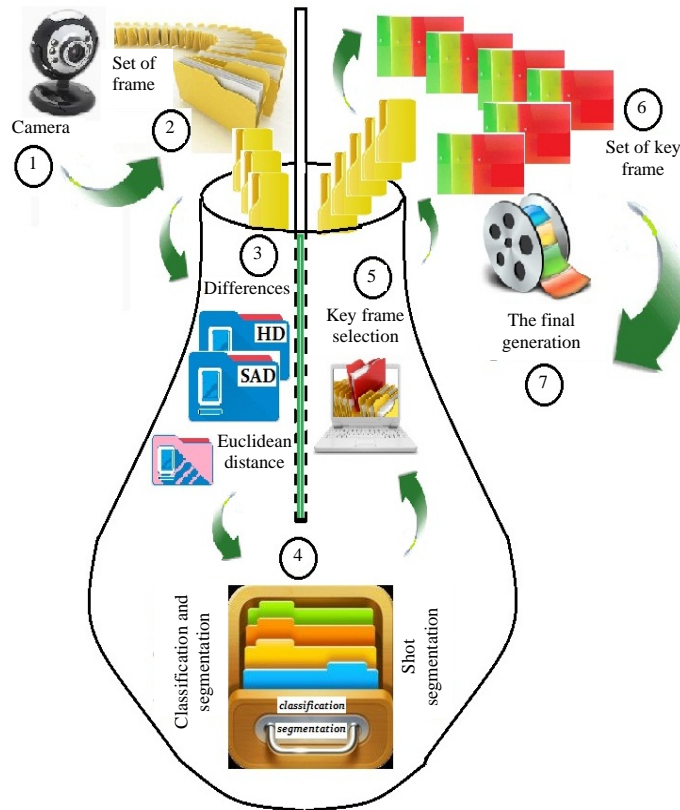 Camera
1
Set of
frame
2
3
Differences
HD
SAD
Euclidean
distance
4
Classification and
segmentation
classification
segmentation
Shot
segmentation
5
Key frame
selection
6
Set of key
frame
The final
generation
7